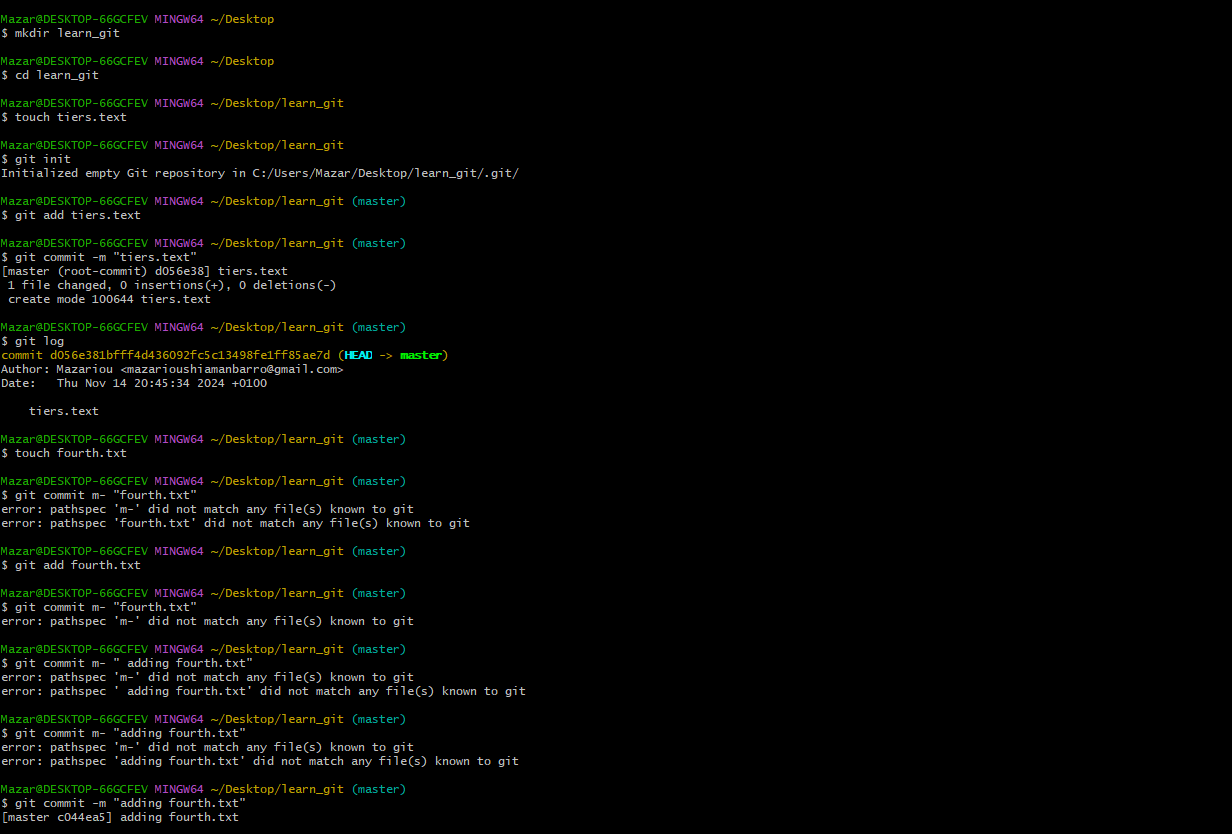 Mazar@DESKTOP-66GCFEV MINGW64 ~/Desktop
$ mkdir learn_git
Mazar@DESKTOP-66GCFEV MINGW64 ~/Desktop
$ cd learn_git
Mazar@DESKTOP-66GCFEV MINGW64 ~/Desktop/learn_git
$ touch tiers.text
Mazar@DESKTOP-66GCFEV MINGW64 ~/Desktop/learn_git
$ git init
Initialized empty Git repository in C:/Users/Mazar/Desktop/learn_git/.git/
Mazar@DESKTOP-66GCFEV MINGW64 ~/Desktop/learn_git (master)
$ git add tiers.text
Mazar@DESKTOP-66GCFEV MINGW64 ~/Desktop/learn_git (master)
$ git commit -m "tiers.text"
[master (root-commit) d056e38] tiers.text
 1 file changed, 0 insertions(+), 0 deletions(-)
 create mode 100644 tiers.text
Mazar@DESKTOP-66GCFEV MINGW64 ~/Desktop/learn_git (master)
$ git log
commit d056e381bfff4d436092fc5c13498fe1ff85ae7d (HEAD -> master)
Author: Mazariou <mazarioushiamanbarro@gmail.com>
Date:   Thu Nov 14 20:45:34 2024 +0100
    tiers.text
Mazar@DESKTOP-66GCFEV MINGW64 ~/Desktop/learn_git (master)
$ touch fourth.txt
Mazar@DESKTOP-66GCFEV MINGW64 ~/Desktop/learn_git (master)
$ git commit m- "fourth.txt"
error: pathspec 'm-' did not match any file(s) known to git
error: pathspec 'fourth.txt' did not match any file(s) known to git
Mazar@DESKTOP-66GCFEV MINGW64 ~/Desktop/learn_git (master)
$ git add fourth.txt
Mazar@DESKTOP-66GCFEV MINGW64 ~/Desktop/learn_git (master)
$ git commit m- "fourth.txt"
error: pathspec 'm-' did not match any file(s) known to git
Mazar@DESKTOP-66GCFEV MINGW64 ~/Desktop/learn_git (master)
$ git commit m- " adding fourth.txt"
error: pathspec 'm-' did not match any file(s) known to git
error: pathspec ' adding fourth.txt' did not match any file(s) known to git
Mazar@DESKTOP-66GCFEV MINGW64 ~/Desktop/learn_git (master)
$ git commit m- "adding fourth.txt"
error: pathspec 'm-' did not match any file(s) known to git
error: pathspec 'adding fourth.txt' did not match any file(s) known to git
Mazar@DESKTOP-66GCFEV MINGW64 ~/Desktop/learn_git (master)
$ git commit -m "adding fourth.txt"
[master c044ea5] adding fourth.txt